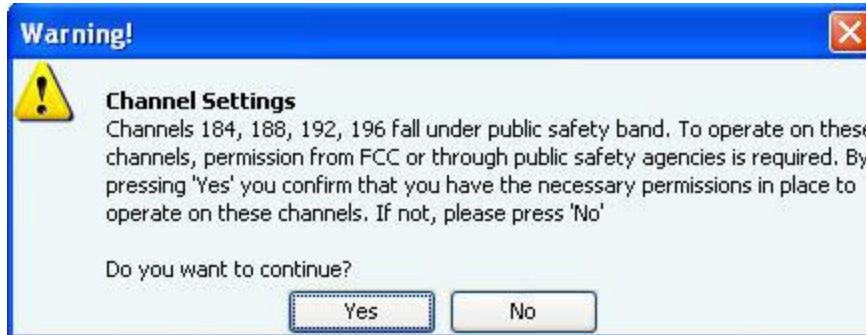 Warning!
Channel Settings
Channels 184, 188, 192, 196 fall under public safety band. To operate on these
channels, permission from FCC or through public safety agencies is required. By
pressing 'Yes' you confirm that you have the necessary permissions in place to
operate on these channels. If not, please press 'No'
Do you want to continue?
Yes No